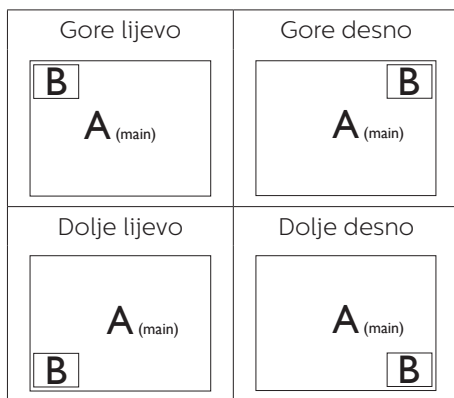 Gore lijevo Gore desno
B B
A (main) A (main)
Dolje lijevo Dolje desno
A (main) A (main)
B B